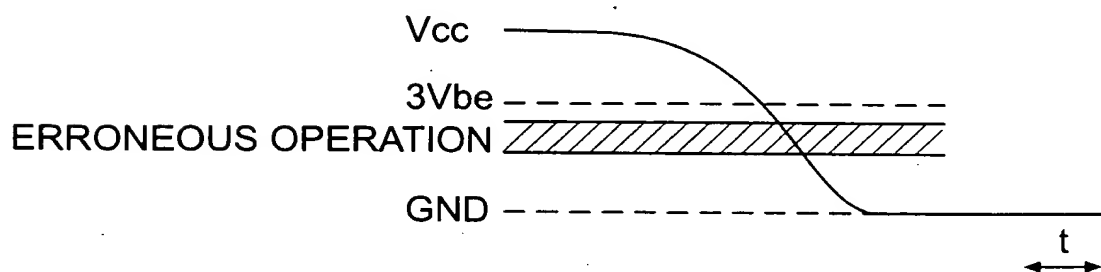 Vcc
3Vbe
ERRONEOUS OPERATION
GND
t